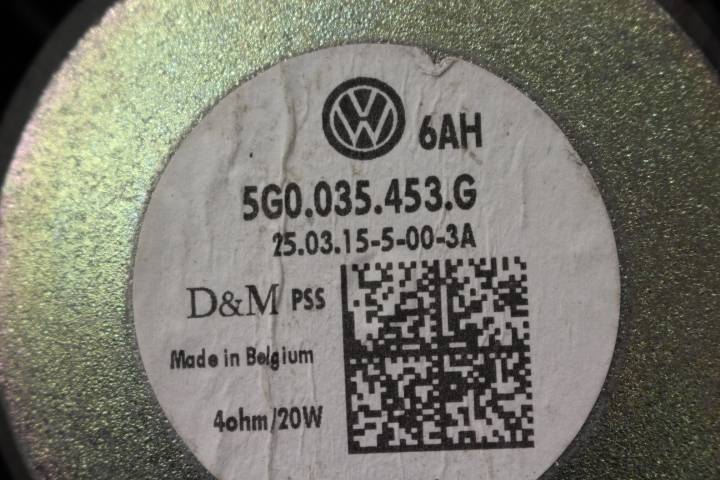 6AH
5G0.035.453.G
25.03.15-5-00-3A
D&M PSS
Made in Belgium
4ohm/20W